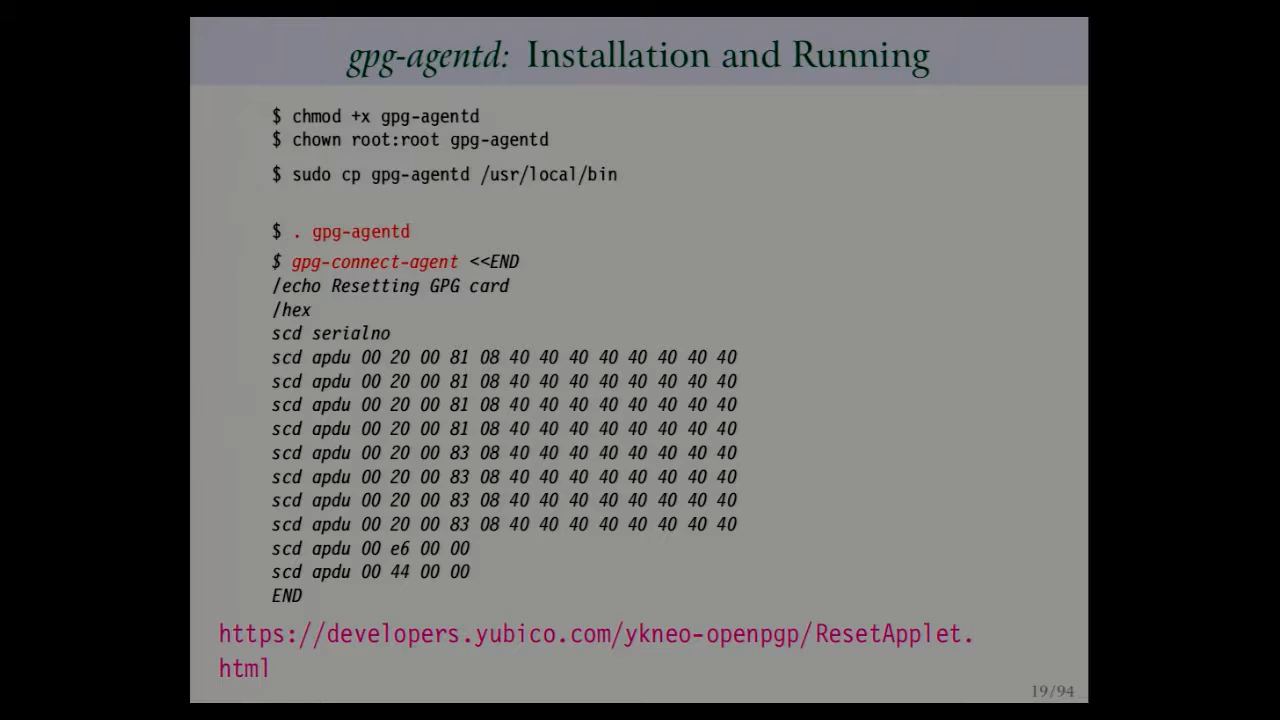 gpg-agentd: Installation and Running
$ chmod +x gpg-agentd
$ chown root:root gpg-agentd
$ sudo cp gpg-agentd /usr/local/bin
$ . gpg-agentd
$ gpg-connect-agent <<END
/echo Resetting GPG card
/hex
scd serialno
scd apdu 00 20 00 81 08 40 40 40 40 40 40 40 40
scd apdu 00 20 00 81 08 40 40 40 40 40 40 40 40
scd apdu 00 20 00 81 08 40 40 40 40 40 40 40 40
scd apdu 00 20 00 81 08 40 40 40 40 40 40 40 40
scd apdu 00 20 00 83 08 40 40 40 40 40 40 40 40
scd apdu 00 20 00 83 08 40 40 40 40 40 40 40 40
scd apdu 00 20 00 83 08 40 40 40 40 40 40 40 40
scd apdu 00 20 00 83 08 40 40 40 40 40 40 40 40
scd apdu 00 e6 00 00
scd apdu 00 44 00 00
END
https://developers.yubico.com/ykneo-openpgp/ResetApplet.
html
19/94